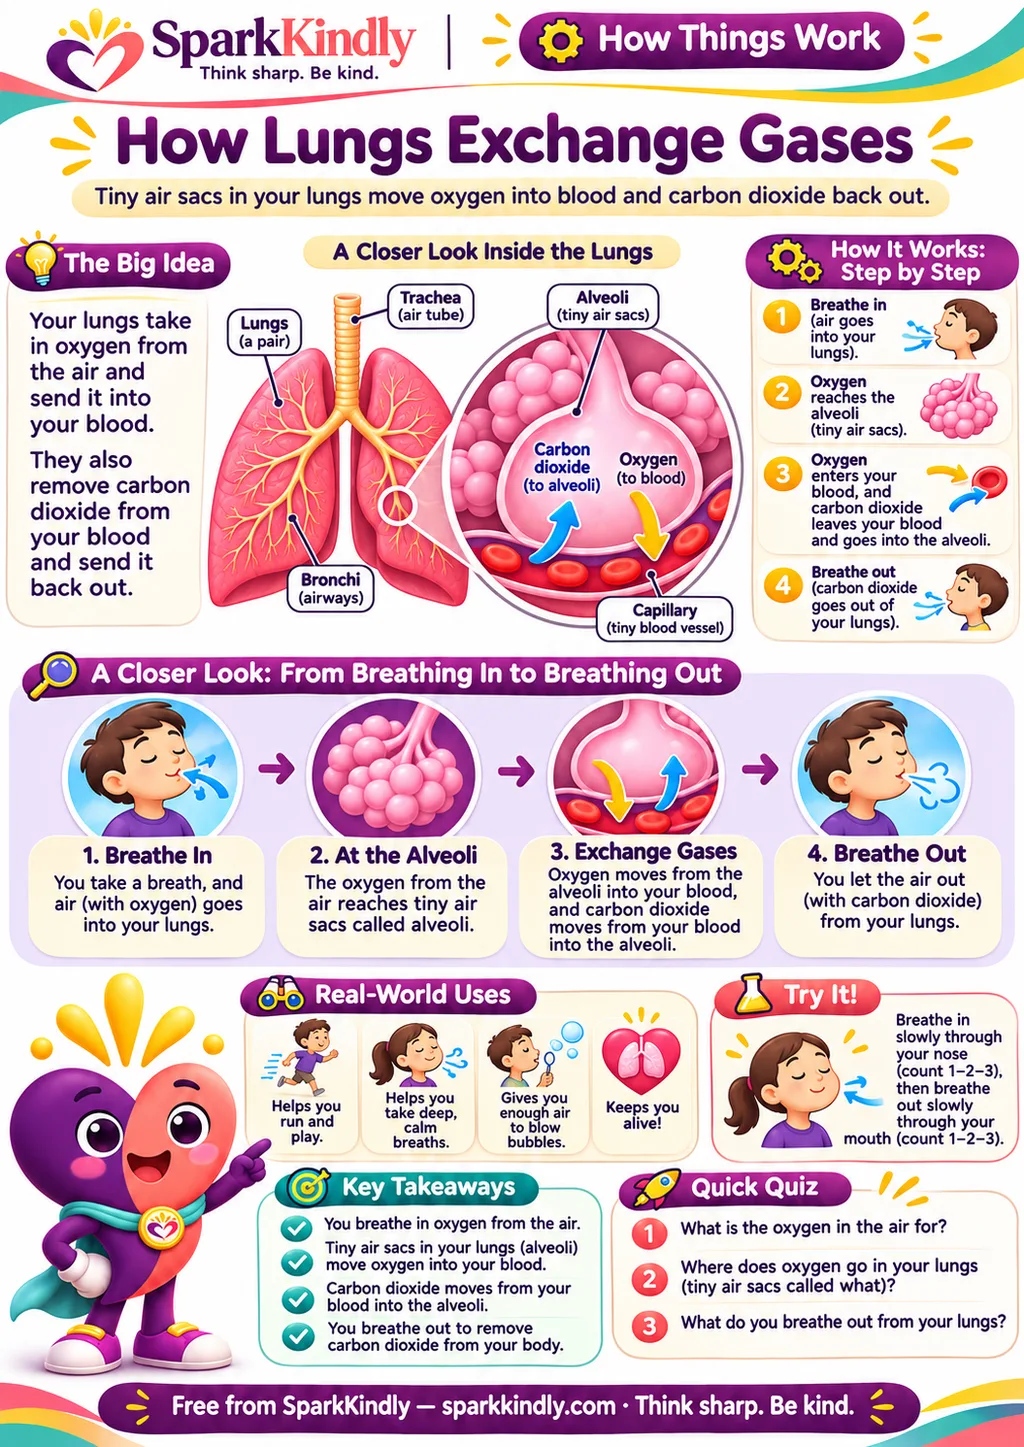 SparkKindly
Think sharp. Be kind.
How Things Work
How Lungs Exchange Gases
Tiny air sacs in your lungs move oxygen into blood and carbon dioxide back out.
The Big Idea
Your lungs take
in oxygen from
the air and
send it into
your blood.
They also
remove carbon
dioxide from
your blood
and send it
back out.
A Closer Look Inside the Lungs
Lungs
(a pair)
Trachea
(air tube)
Alveoli
(tiny air sacs)
Carbon
dioxide
(to alveoli)
Oxygen
(to blood)
Bronchi
(airways)
Capillary
(tiny blood vessel)
How It Works:
Step by Step
1
Breathe in
(air goes
into your
lungs).
2
Oxygen
reaches the
alveoli
(tiny air sacs).
3
Oxygen
enters your
blood, and
carbon dioxide
leaves your blood
and goes into the alveoli.
4
Breathe out
(carbon dioxide
goes out of
your lungs).
A Closer Look: From Breathing In to Breathing Out
1. Breathe In
You take a breath, and
air (with oxygen) goes
into your lungs.
2. At the Alveoli
The oxygen from the
air reaches tiny air
sacs called alveoli.
3. Exchange Gases
Oxygen moves from the
alveoli into your blood,
and carbon dioxide
moves from your blood
into the alveoli.
4. Breathe Out
You let the air out
(with carbon dioxide)
from your lungs.
Real-World Uses
Helps you
run and
play.
Helps you
take deep,
calm
breaths.
Gives you
enough air
to blow
bubbles.
Keeps you
alive!
Try It!
Breathe in
slowly through
your nose
(count 1–2–3),
then breathe
out slowly
through your
mouth (count 1–2–3).
Key Takeaways
You breathe in oxygen from the air.
Tiny air sacs in your lungs (alveoli)
move oxygen into your blood.
Carbon dioxide moves from your
blood into the alveoli.
You breathe out to remove
carbon dioxide from your body.
Quick Quiz
1 What is the oxygen in the air for?
2 Where does oxygen go in your lungs
(tiny air sacs called what)?
3 What do you breathe out from your lungs?
Free from SparkKindly — sparkkindly.com · Think sharp. Be kind.